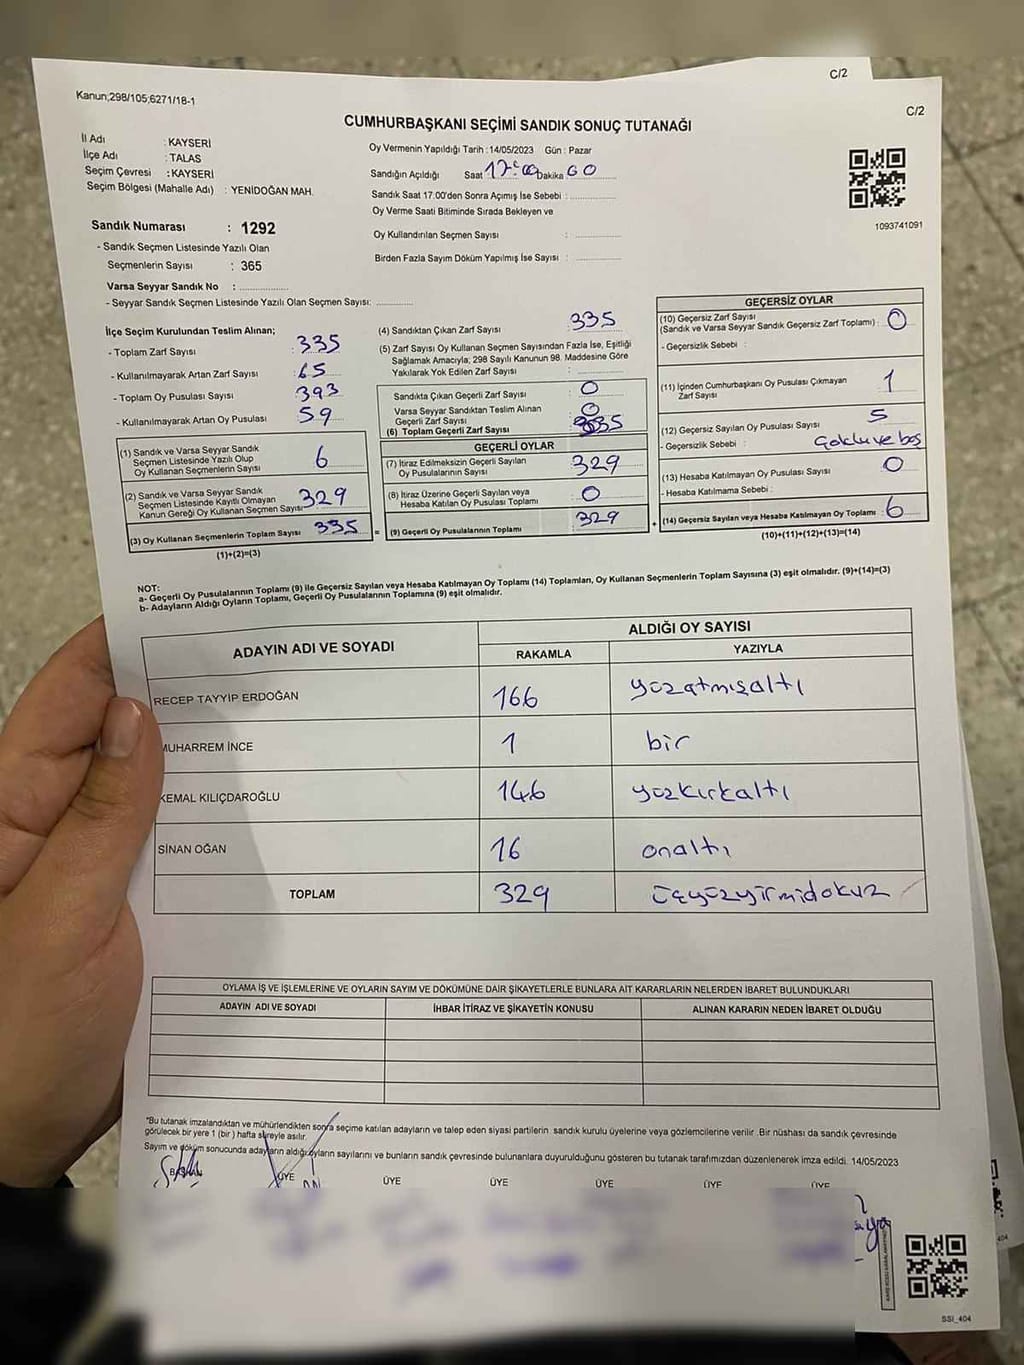 C/2
Kanun;298/105;6271/18-1
C/2
CUMHURBAŞKANI SEÇİMİ SANDIK SONUÇ TUTANAĞI
İl Adı : KAYSERİ
İlçe Adı : TALAS
Seçim Çevresi : KAYSERİ
Seçim Bölgesi (Mahalle Adı) : YENİDOĞAN MAH.
Oy Vermenin Yapıldığı Tarih : 14/05/2023 Gün : Pazar
Sandığın Açıldığı Saat 17:00 Dakika
Sandık Saat 17.00'den Sonra Açımış İse Sebebi :
Oy Verme Saati Bitiminde Sırada Bekleyen ve
Oy Kullandırılan Seçmen Sayısı :
Birden Fazla Sayım Döküm Yapılmış İse Sayısı :
1093741091
Sandık Numarası : 1292
- Sandık Seçmen Listesinde Yazılı Olan
Seçmenlerin Sayısı : 365
Varsa Seyyar Sandık No :
- Seyyar Sandık Seçmen Listesinde Yazılı Olan Seçmen Sayısı:
İlçe Seçim Kurulundan Teslim Alınan;
- Toplam Zarf Sayısı : 335
- Kullanılmayarak Artan Zarf Sayısı : 65
- Toplam Oy Pusulası Sayısı : 393
- Kullanılmayarak Artan Oy Pusulası : 59
(1) Sandık ve Varsa Seyyar Sandık
Seçmen Listesinde Yazılı Olup
Oy Kullanan Seçmenlerin Sayısı 6
(2) Sandık ve Varsa Seyyar Sandık
Seçmen Listesinde Kayıtlı Olmayan
Kanun Gereği Oy Kullanan Seçmen Sayısı 329
(3) Oy Kullanan Seçmenlerin Toplam Sayısı 335
(1)+(2)=(3)
(4) Sandıktan Çıkan Zarf Sayısı : 335
(5) Zarf Sayısı Oy Kullanan Seçmen Sayısından Fazla İse, Eşitliği
Sağlamak Amacıyla; 298 Sayılı Kanunun 98. Maddesine Göre
Yakılarak Yok Edilen Zarf Sayısı :
Sandıkta Çıkan Geçerli Zarf Sayısı : 0
Varsa Seyyar Sandıktan Teslim Alınan
Geçerli Zarf Sayısı : 0
(6) Toplam Geçerli Zarf Sayısı : 335
GEÇERLİ OYLAR
(7) İtiraz Edilmeksizin Geçerli Sayılan
Oy Pusulalarının Sayısı : 329
(8) İtiraz Üzerine Geçerli Sayılan veya
Hesaba Katılan Oy Pusulası Toplamı : 0
= (9) Geçerli Oy Pusulalarının Toplamı : 329
GEÇERSİZ OYLAR
(10) Geçersiz Zarf Sayısı
(Sandık ve Varsa Seyyar Sandık Geçersiz Zarf Toplamı) : 0
- Geçersizlik Sebebi :
(11) İçinden Cumhurbaşkanı Oy Pusulası Çıkmayan
Zarf Sayısı : 1
(12) Geçersiz Sayılan Oy Pusulası Sayısı : 5
- Geçersizlik Sebebi :
(13) Hesaba Katılmayan Oy Pusulası Sayısı : 0
- Hesaba Katılmama Sebebi :
+ (14) Geçersiz Sayılan veya Hesaba Katılmayan Oy Toplamı : 6
(10)+(11)+(12)+(13)=(14)
NOT:
a- Geçerli Oy Pusulalarının Toplamı (9) ile Geçersiz Sayılan veya Hesaba Katılmayan Oy Toplamı (14) Toplamları, Oy Kullanan Seçmenlerin Toplam Sayısına (3) eşit olmalıdır. (9)+(14)=(3)
b- Adayların Aldığı Oyların Toplamı, Geçerli Oy Pusulalarının Toplamına (9) eşit olmalıdır.
ADAYIN ADI VE SOYADI
ALDIĞI OY SAYISI
RAKAMLA YAZIYLA
RECEP TAYYİP ERDOĞAN 166 yüzatmışaltı
MUHARREM İNCE 1 bir
KEMAL KILIÇDAROĞLU 146 yüzkırkaltı
SİNAN OĞAN 16 onaltı
TOPLAM 329 üçyüzyirmidokuz
OYLAMA İŞ VE İŞLEMLERİNE VE OYLARIN SAYIM VE DÖKÜMÜNE DAİR ŞİKAYETLERLE BUNLARA AİT KARARLARIN NELERDEN İBARET BULUNDUKLARI
ADAYIN ADI VE SOYADI İHBAR İTİRAZ VE ŞİKAYETİN KONUSU ALINAN KARARIN NEDEN İBARET OLDUĞU
*Bu tutanak imzalandıktan ve mühürlendikten sonra seçime katılan adayların ve talep eden siyasi partilerin sandık kurulu üyelerine veya gözlemcilerine verilir. Bir nüshası da sandık çevresinde
görülecek bir yere 1 (bir) hafta süreyle asılır.
Sayım ve döküm sonucunda adayların aldığı oyların sayılarını ve bunların sandık çevresinde bulunanlara duyurulduğunu gösteren bu tutanak tarafımızdan düzenlenerek imza edildi. 14/05/2023
BAŞKAN ÜYE ÜYE ÜYE ÜYE ÜYE ÜYE
SSI_404